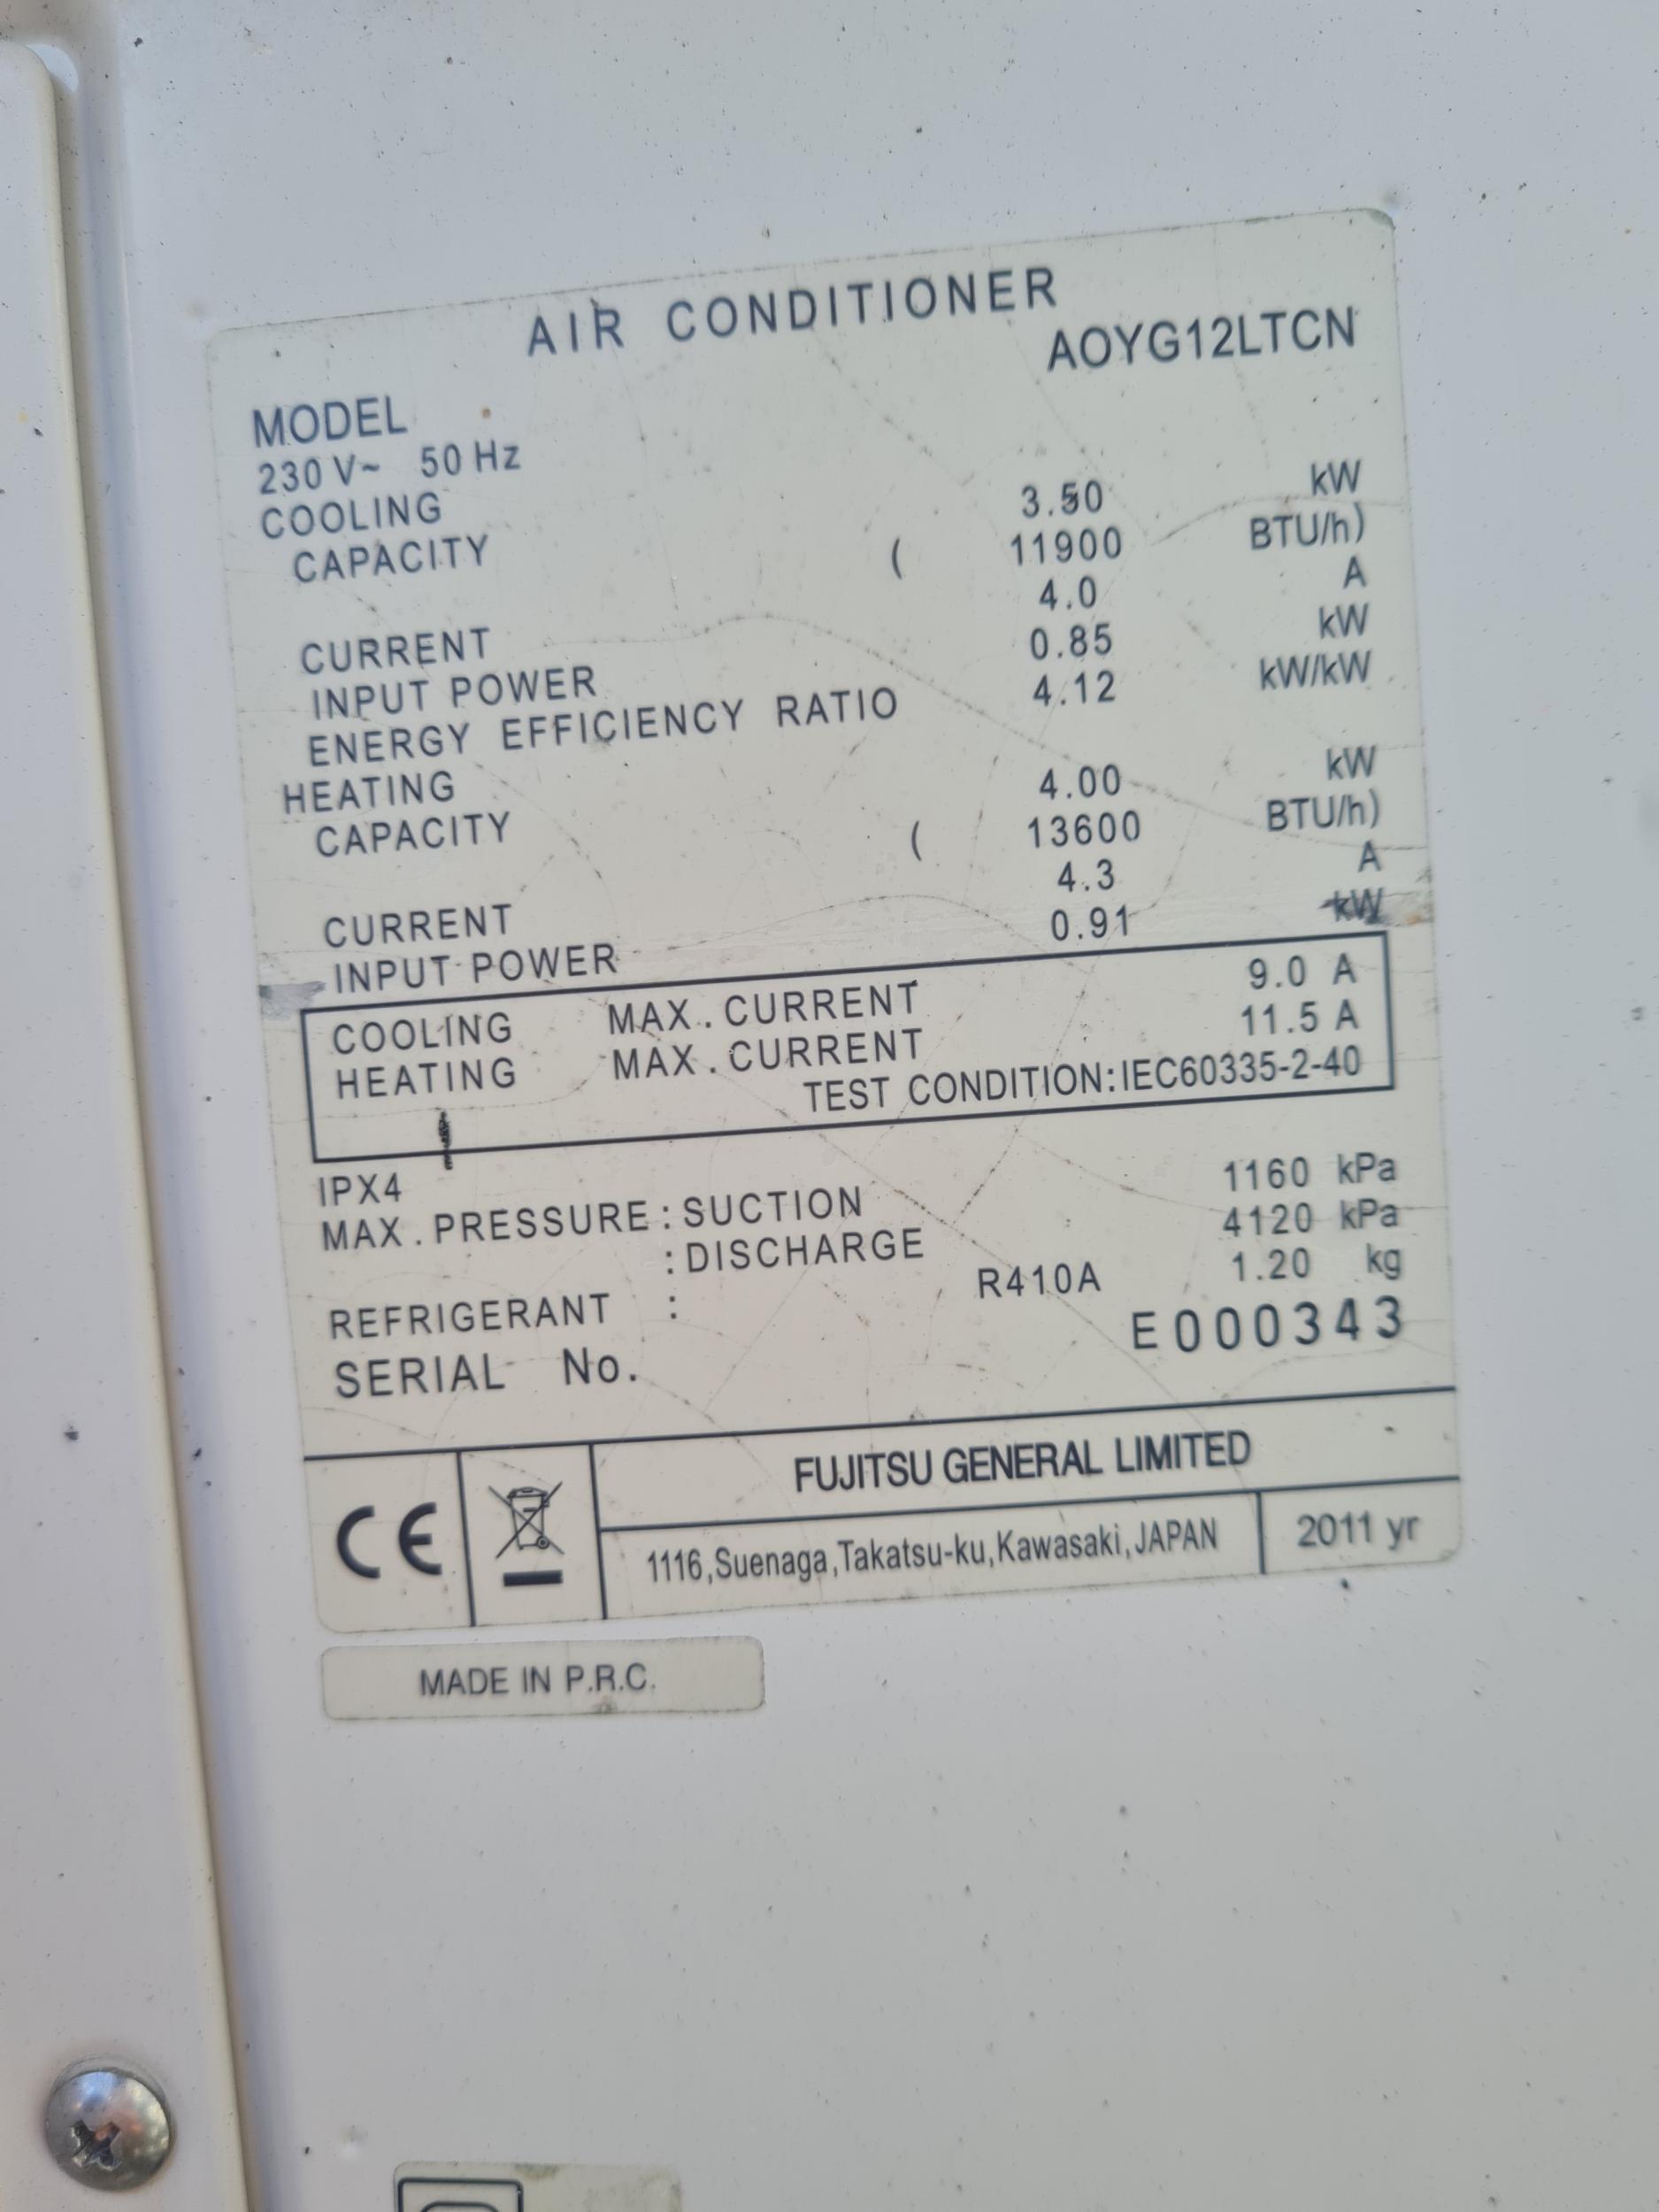 AIR CONDITIONER
MODEL AOYG12LTCN
230 V~ 50 Hz
COOLING
CAPACITY 3.50 kW
( 11900 BTU/h)
CURRENT 4.0 A
INPUT POWER 0.85 kW
ENERGY EFFICIENCY RATIO 4.12 kW/kW
HEATING
CAPACITY 4.00 kW
( 13600 BTU/h)
CURRENT 4.3 A
INPUT POWER 0.91 kW
COOLING MAX. CURRENT 9.0 A
HEATING MAX. CURRENT 11.5 A
TEST CONDITION:IEC60335-2-40
IPX4
MAX. PRESSURE : SUCTION 1160 kPa
: DISCHARGE 4120 kPa
REFRIGERANT : R410A 1.20 kg
SERIAL No. E000343
CE
FUJITSU GENERAL LIMITED
1116,Suenaga,Takatsu-ku,Kawasaki,JAPAN
2011 yr
MADE IN P.R.C.